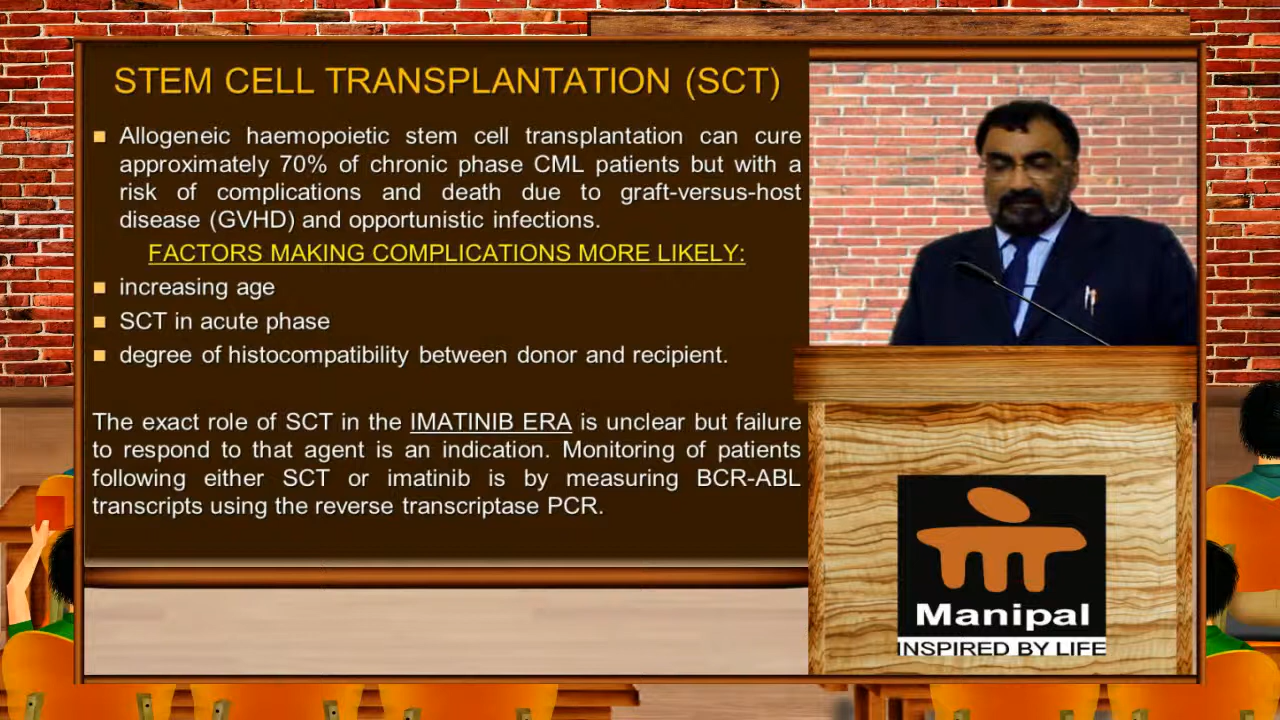 STEM CELL TRANSPLANTATION (SCT)
Allogeneic haemopoietic stem cell transplantation can cure
approximately 70% of chronic phase CML patients but with a
risk of complications and death due to graft-versus-host
disease (GVHD) and opportunistic infections.
FACTORS MAKING COMPLICATIONS MORE LIKELY:
increasing age
SCT in acute phase
degree of histocompatibility between donor and recipient.
The exact role of SCT in the IMATINIB ERA is unclear but failure
to respond to that agent is an indication. Monitoring of patients
following either SCT or imatinib is by measuring BCR-ABL
transcripts using the reverse transcriptase PCR.
Manipal
INSPIRED BY LIFE